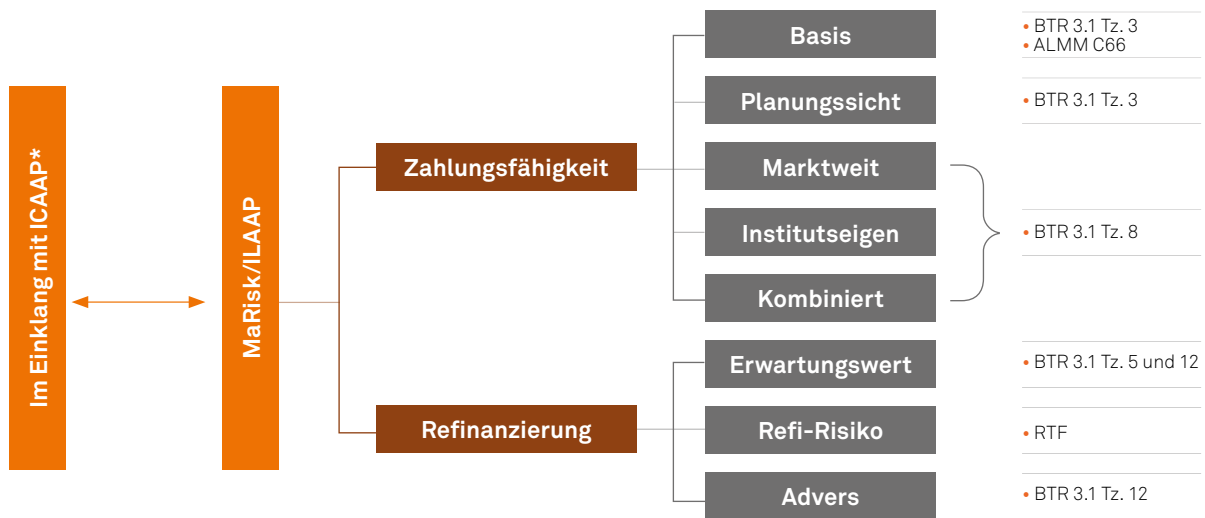 Im Einklang mit ICAAP*
MaRisk/ILAAP
Zahlungsfähigkeit
Basis
• BTR 3.1 Tz. 3
• ALMM C66
Planungssicht
• BTR 3.1 Tz. 3
Marktweit
Institutseigen
• BTR 3.1 Tz. 8
Kombiniert
Refinanzierung
Erwartungswert
• BTR 3.1 Tz. 5 und 12
Refi-Risiko
• RTF
Advers
• BTR 3.1 Tz. 12